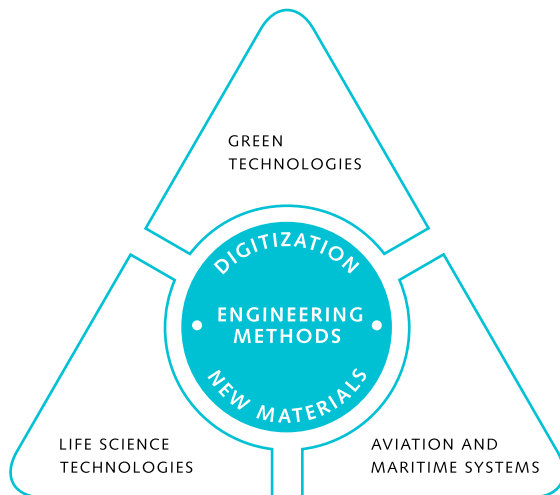 GREEN
TECHNOLOGIES
DIGITIZATION
ENGINEERING
METHODS
NEW MATERIALS
LIFE SCIENCE
TECHNOLOGIES
AVIATION AND
MARITIME SYSTEMS